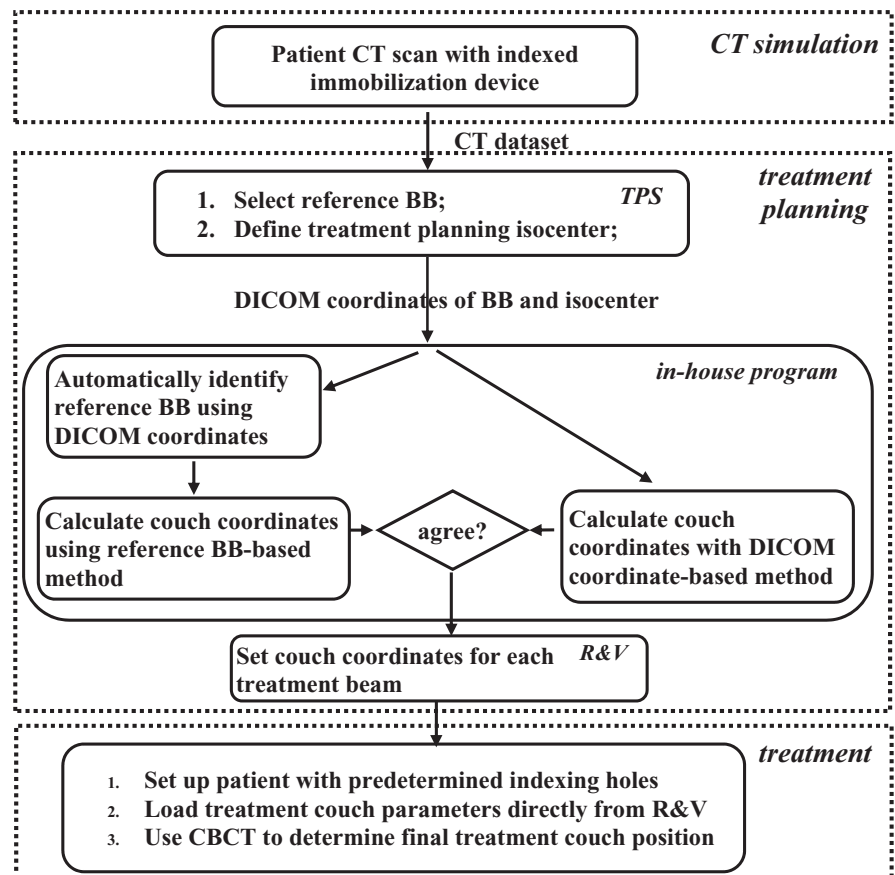 CT simulation
Patient CT scan with indexed
immobilization device
CT dataset
treatment
planning
TPS
1. Select reference BB;
2. Define treatment planning isocenter;
DICOM coordinates of BB and isocenter
in-house program
Automatically identify
reference BB using
DICOM coordinates
Calculate couch coordinates
using reference BB-based
method
agree?
Calculate couch
coordinates with DICOM
coordinate-based method
Set couch coordinates for each
treatment beam
R&V
treatment
1. Set up patient with predetermined indexing holes
2. Load treatment couch parameters directly from R&V
3. Use CBCT to determine final treatment couch position